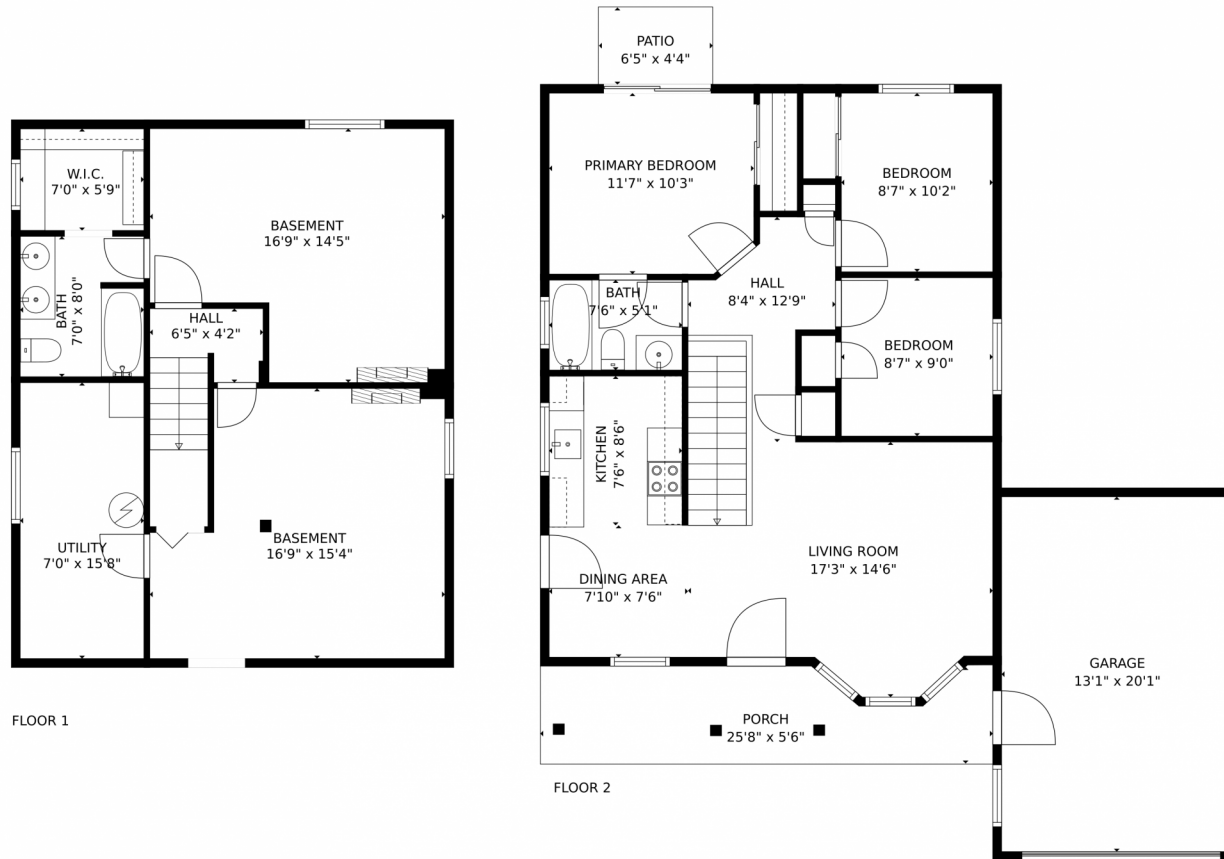 W.I.C.
7'0" x 5'9"
BASEMENT
16'9" x 14'5"
BATH
7'0" x 8'0"
HALL
6'5" x 4'2"
UTILITY
7'0" x 15'8"
BASEMENT
16'9" x 15'4"
FLOOR 1
PATIO
6'5" x 4'4"
PRIMARY BEDROOM
11'7" x 10'3"
BEDROOM
8'7" x 10'2"
BATH
7'6" x 5'1"
HALL
8'4" x 12'9"
BEDROOM
8'7" x 9'0"
KITCHEN
7'6" x 8'6"
DINING AREA
7'10" x 7'6"
LIVING ROOM
17'3" x 14'6"
GARAGE
13'1" x 20'1"
PORCH
25'8" x 5'6"
FLOOR 2